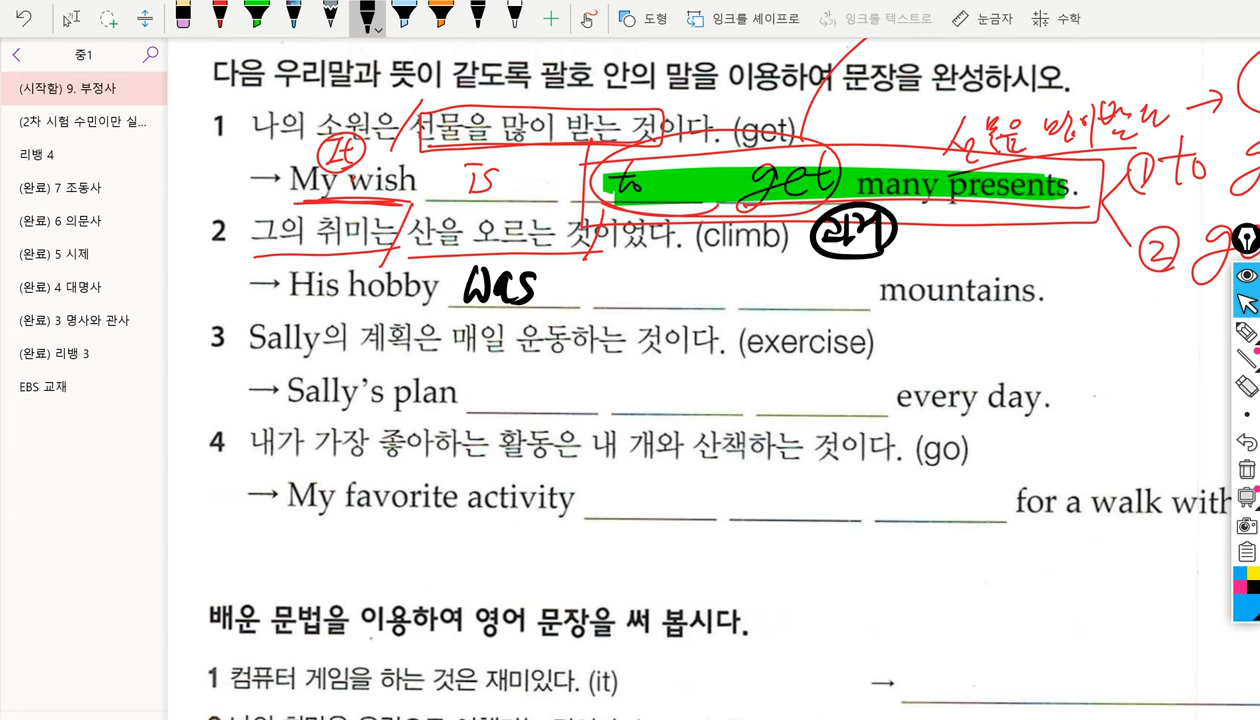 도형
잉크를 셰이프로
잉크를 텍스트로
눈금자
수학
중1
(시작함) 9. 부정사
(2차 시험 수민이만 실...
리뱅 4
(완료) 7 조동사
(완료) 6 의문사
(완료) 5 시제
(완료) 4 대명사
(완료) 3 명사와 관사
(완료) 리뱅 3
EBS 교재
다음 우리말과 뜻이 같도록 괄호 안의 말을 이용하여 문장을 완성하시오.
1 나의 소원은 선물을 많이 받는 것이다. (get)
It
→ My wish is to get many presents.
① to g
2 그의 취미는 산을 오르는 것이었다. (climb) 과거
② g
→ His hobby was mountains.
3 Sally의 계획은 매일 운동하는 것이다. (exercise)
→ Sally's plan every day.
4 내가 가장 좋아하는 활동은 내 개와 산책하는 것이다. (go)
→ My favorite activity for a walk with
배운 문법을 이용하여 영어 문장을 써 봅시다.
1 컴퓨터 게임을 하는 것은 재미있다. (it) →